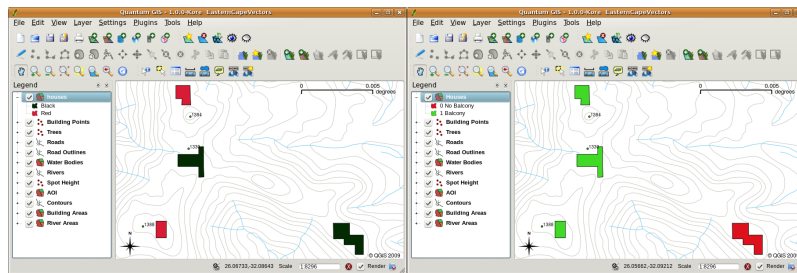 Quantum GIS - 1.0.0-Kore_EasternCapeVectors
File Edit View Layer Settings Plugins Tools Help
Legend
Houses
Black
Red
Building Points
Trees
Roads
Road Outlines
Water Bodies
Rivers
Spot Height
AOI
Contours
Building Areas
River Areas
0 0.005
degrees
1394
N
© QGIS 2009
26.06733,-32.08643 Scale 1:8296 Render
Quantum GIS - 1.0.0-Kore_EasternCapeVectors
File Edit View Layer Settings Plugins Tools Help
Legend
Houses
0 No Balcony
1 Balcony
Building Points
Trees
Roads
Road Outlines
Water Bodies
Rivers
Spot Height
AOI
Contours
Building Areas
River Areas
0 0.005
degrees
1394
N
© QGIS 2009
26.05662,-32.09212 Scale 1:8296 Render